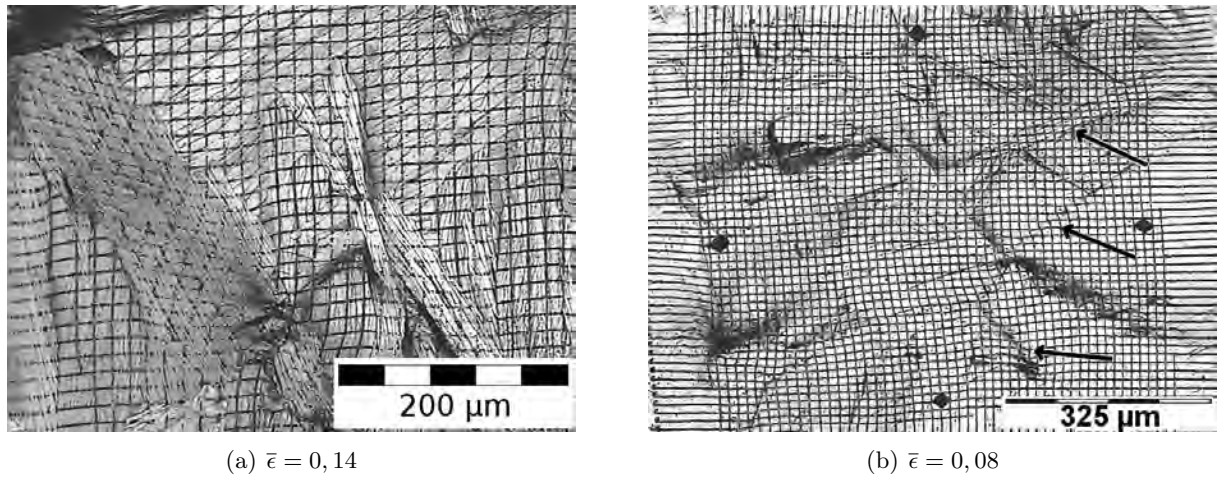 200 µm
325 µm
(a) ε̄ = 0, 14
(b) ε̄ = 0, 08